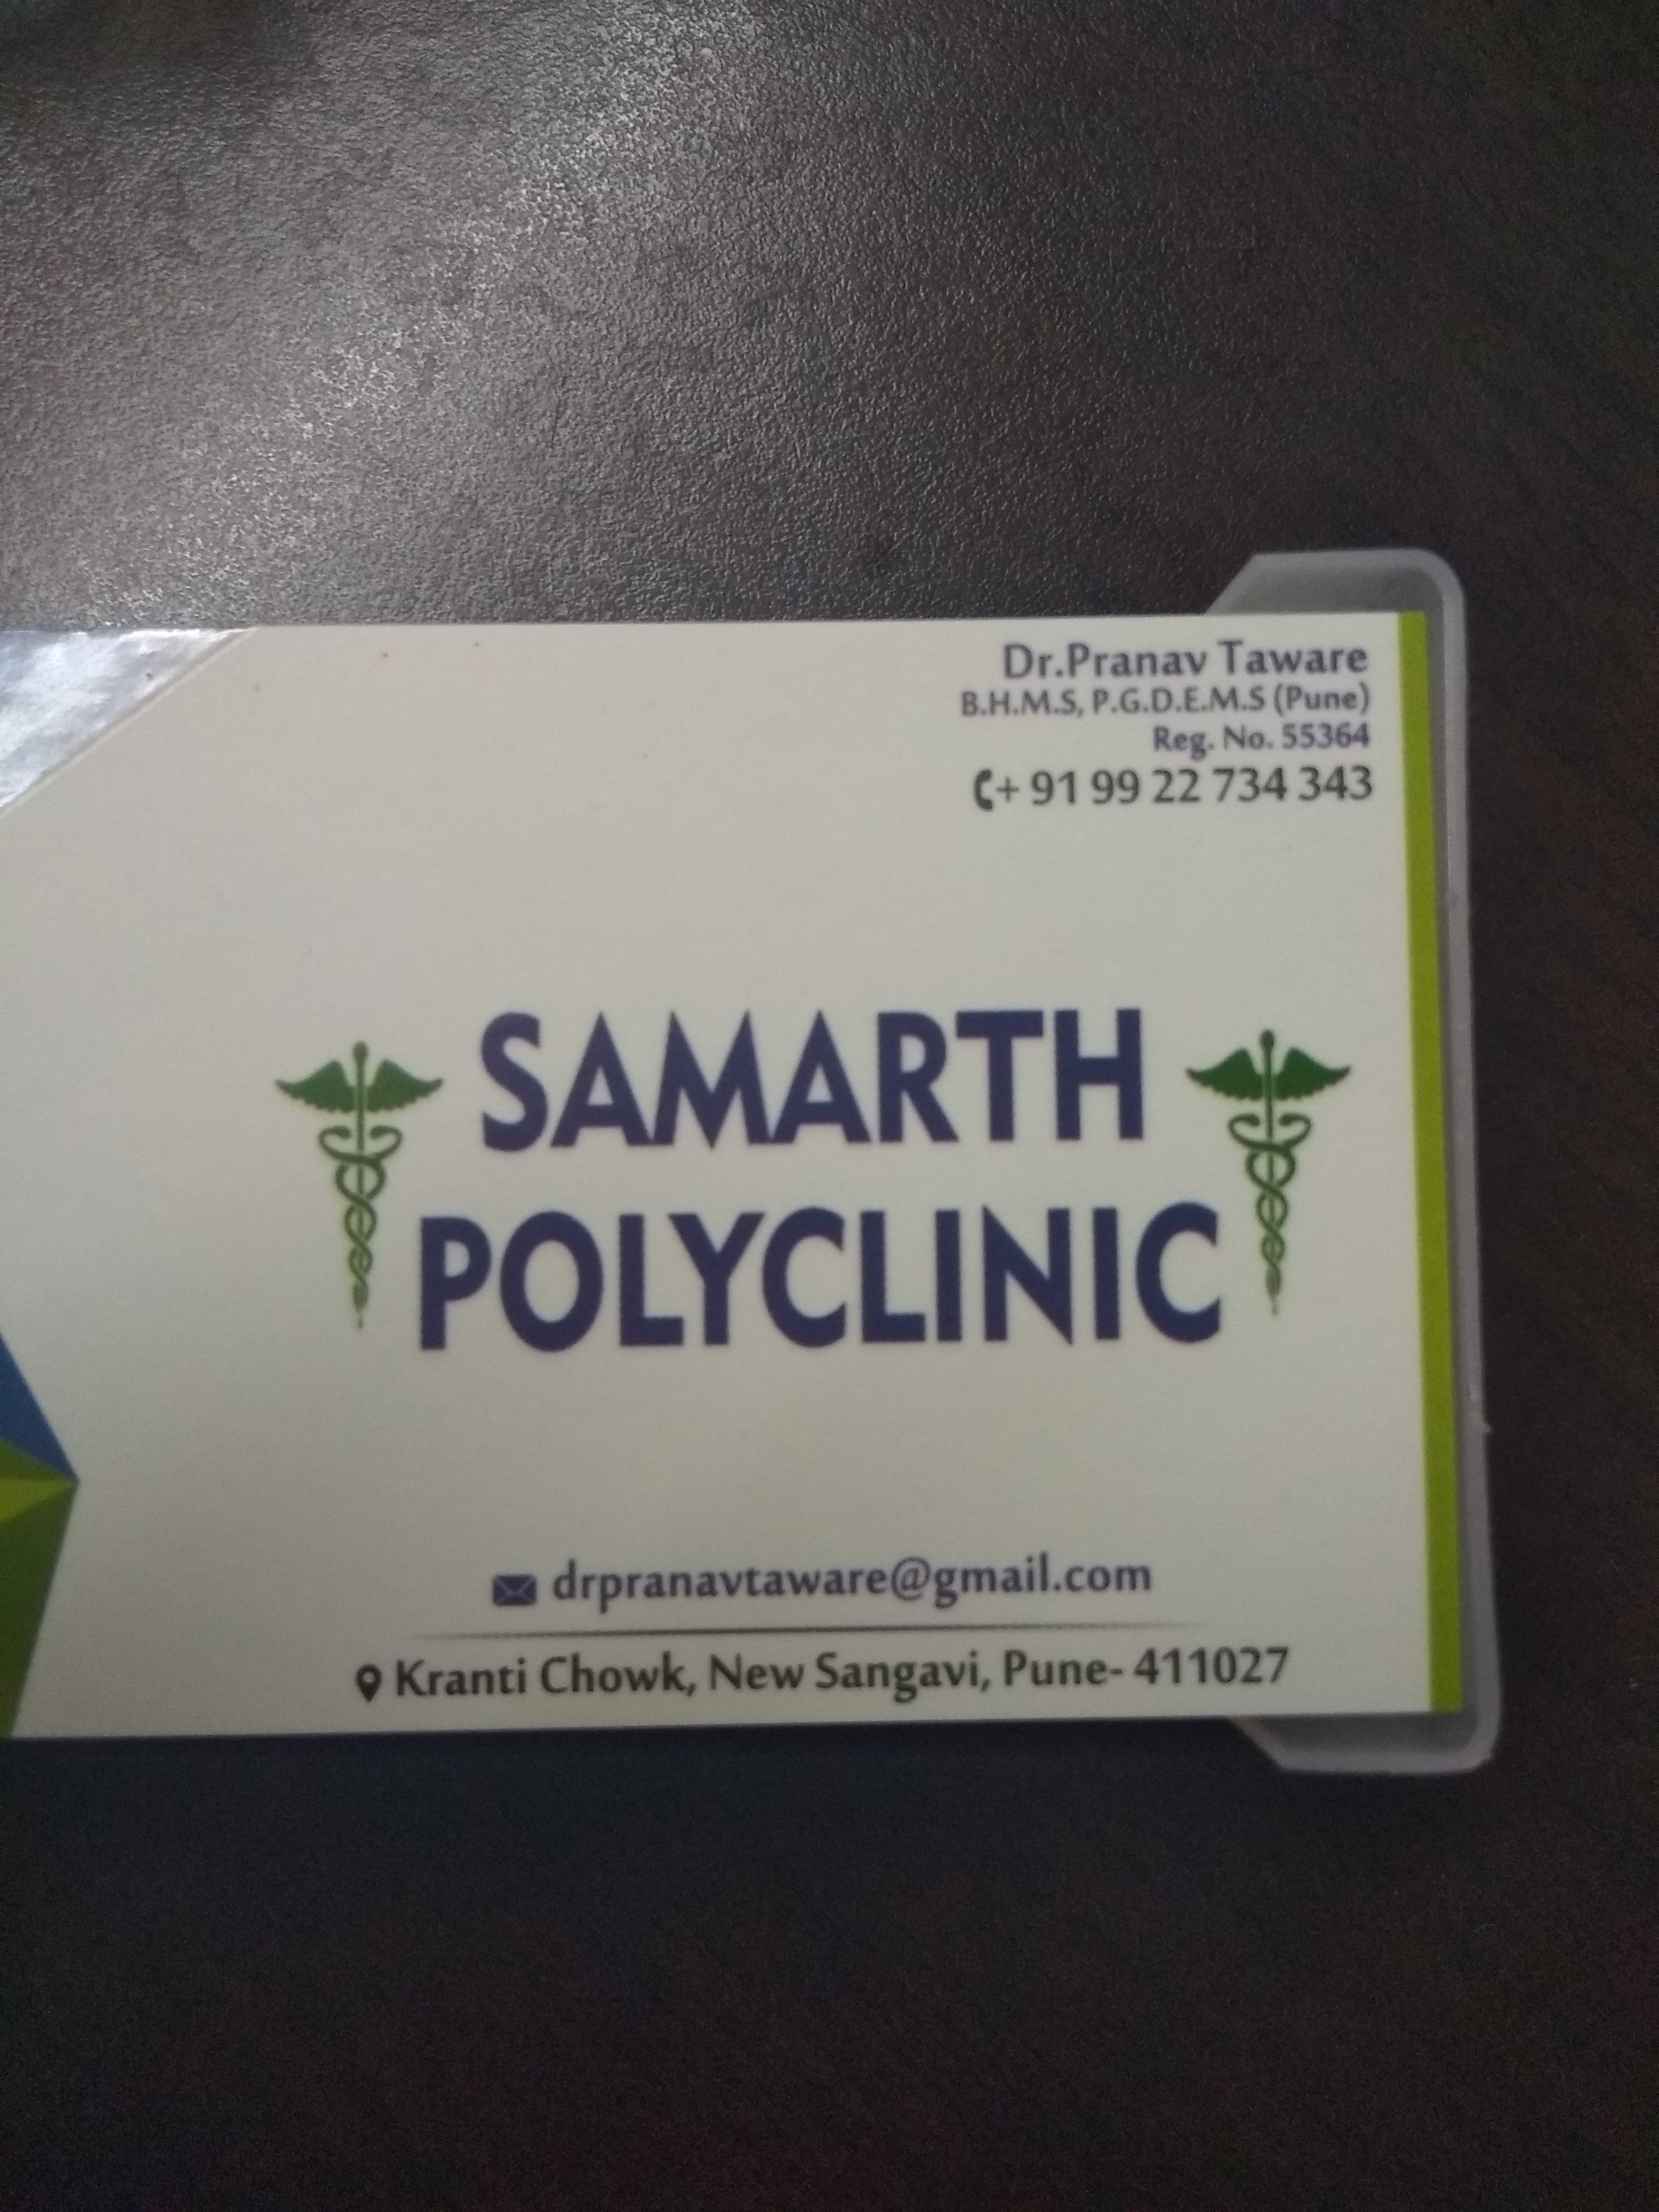 Dr.Pranav Taware
B.H.M.S, P.G.D.E.M.S (Pune)
Reg. No. 55364
+ 91 99 22 734 343
SAMARTH
POLYCLINIC
drpranavtaware@gmail.com
Kranti Chowk, New Sangavi, Pune- 411027